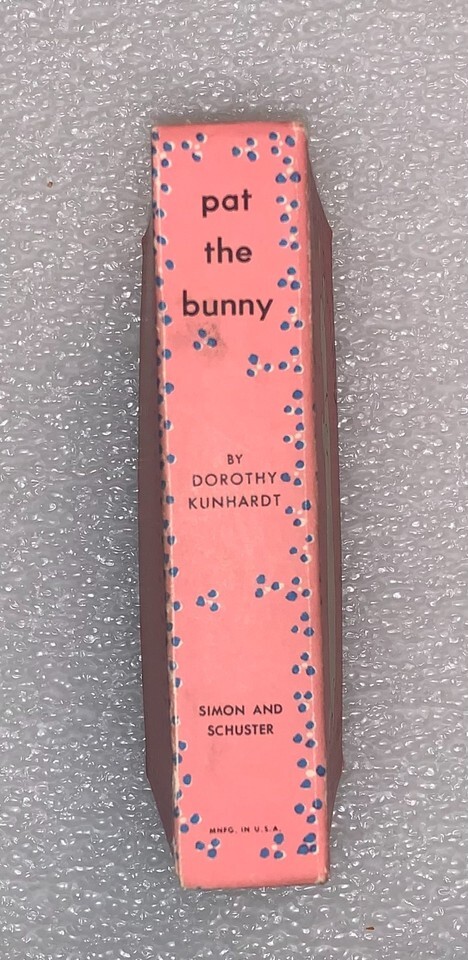 pat
the
bunny
BY
DOROTHY
KUNHARDT
SIMON AND
SCHUSTER
MNFG. IN U.S.A.